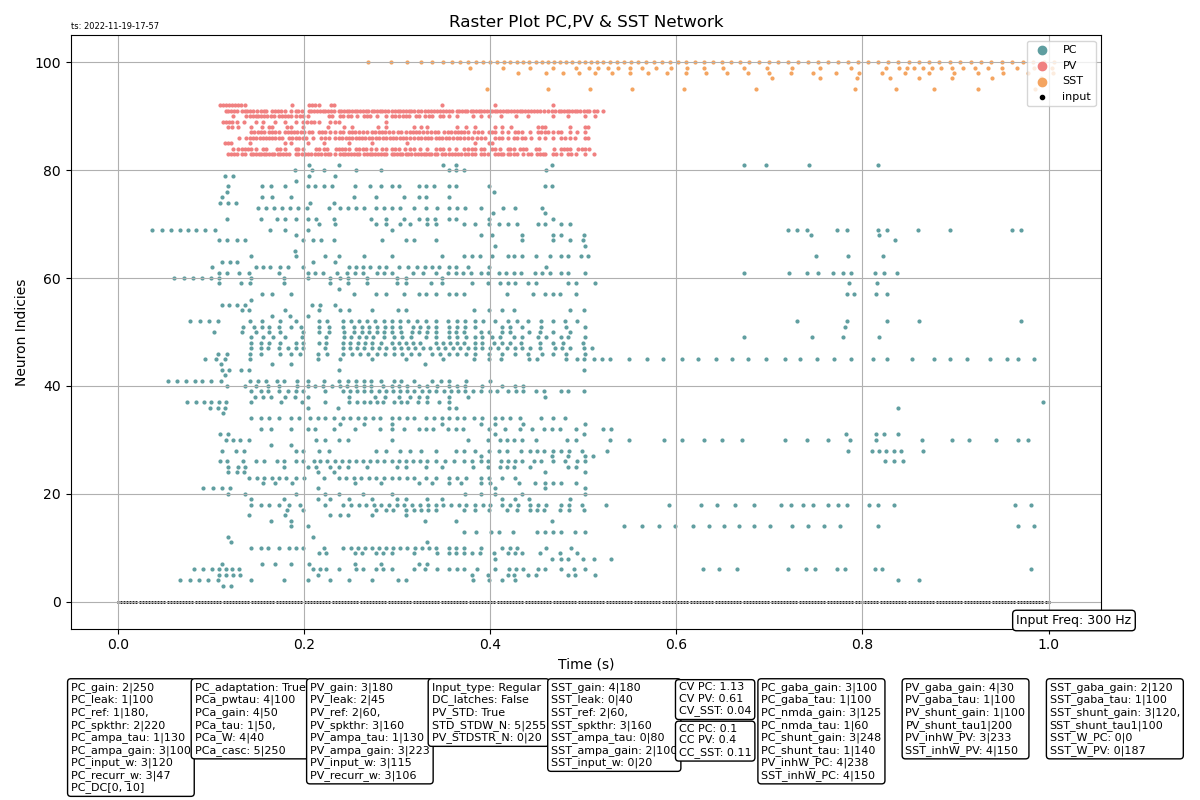 ts: 2022-11-19-17-57
Raster Plot PC,PV & SST Network
PC
PV
SST
input
Neuron Indicies
100
80
60
40
20
0
0.0
0.2
0.4
0.6
0.8
1.0
Time (s)
Input Freq: 300 Hz
PC_gain: 2|250
PC_leak: 1|100
PC_ref: 1|180,
PC_spkthr: 2|220
PC_ampa_tau: 1|130
PC_ampa_gain: 3|100
PC_input_w: 3|120
PC_recurr_w: 3|47
PC_DC[0, 10]
PC_adaptation: True
PCa_pwtau: 4|100
PCa_gain: 4|50
PCa_tau: 1|50,
PCa_W: 4|40
PCa_casc: 5|250
PV_gain: 3|180
PV_leak: 2|45
PV_ref: 2|60,
PV_spkthr: 3|160
PV_ampa_tau: 1|130
PV_ampa_gain: 3|223
PV_input_w: 3|115
PV_recurr_w: 3|106
Input_type: Regular
DC_latches: False
PV_STD: True
STD_STDW_N: 5|255
PV_STDSTR_N: 0|20
SST_gain: 4|180
SST_leak: 0|40
SST_ref: 2|60,
SST_spkthr: 3|160
SST_ampa_tau: 0|80
SST_ampa_gain: 2|100
SST_input_w: 0|20
CV PC: 1.13
CV PV: 0.61
CV_SST: 0.04
CC PC: 0.1
CC PV: 0.4
CC_SST: 0.11
PC_gaba_gain: 3|100
PC_gaba_tau: 1|100
PC_nmda_gain: 3|125
PC_nmda_tau: 1|60
PC_shunt_gain: 3|248
PC_shunt_tau: 1|140
PV_inhW_PC: 4|238
SST_inhW_PC: 4|150
PV_gaba_gain: 4|30
PV_gaba_tau: 1|100
PV_shunt_gain: 1|100
PV_shunt_tau1|200
PV_inhW_PV: 3|233
SST_inhW_PV: 4|150
SST_gaba_gain: 2|120
SST_gaba_tau: 1|100
SST_shunt_gain: 3|120,
SST_shunt_tau: 0|100
SST_W_PC: 0|0
SST_W_PV: 0|187